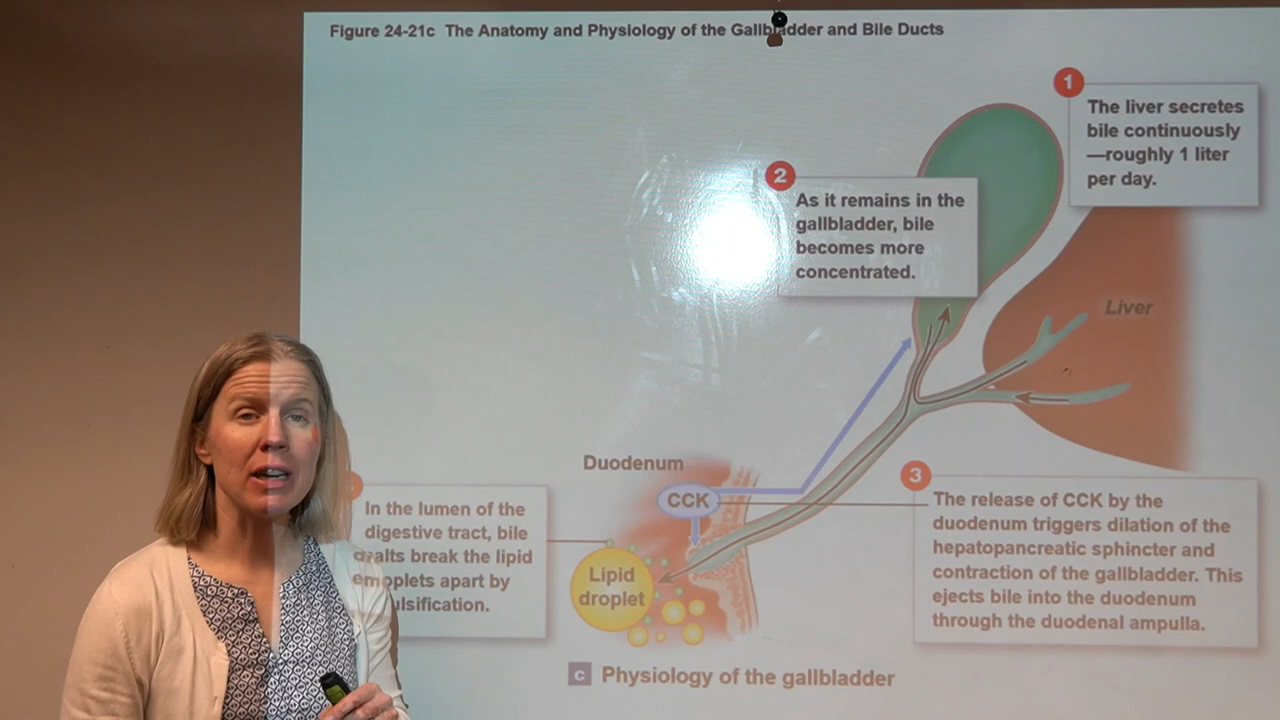 Figure 24-21c The Anatomy and Physiology of the Gallbladder and Bile Ducts
1
The liver secretes
bile continuously
—roughly 1 liter
per day.
2
As it remains in the
gallbladder, bile
becomes more
concentrated.
Liver
Duodenum
CCK
3
The release of CCK by the
duodenum triggers dilation of the
hepatopancreatic sphincter and
contraction of the gallbladder. This
ejects bile into the duodenum
through the duodenal ampulla.
In the lumen of the
digestive tract, bile
break the lipid
apart by
Lipid
droplet
c Physiology of the gallbladder